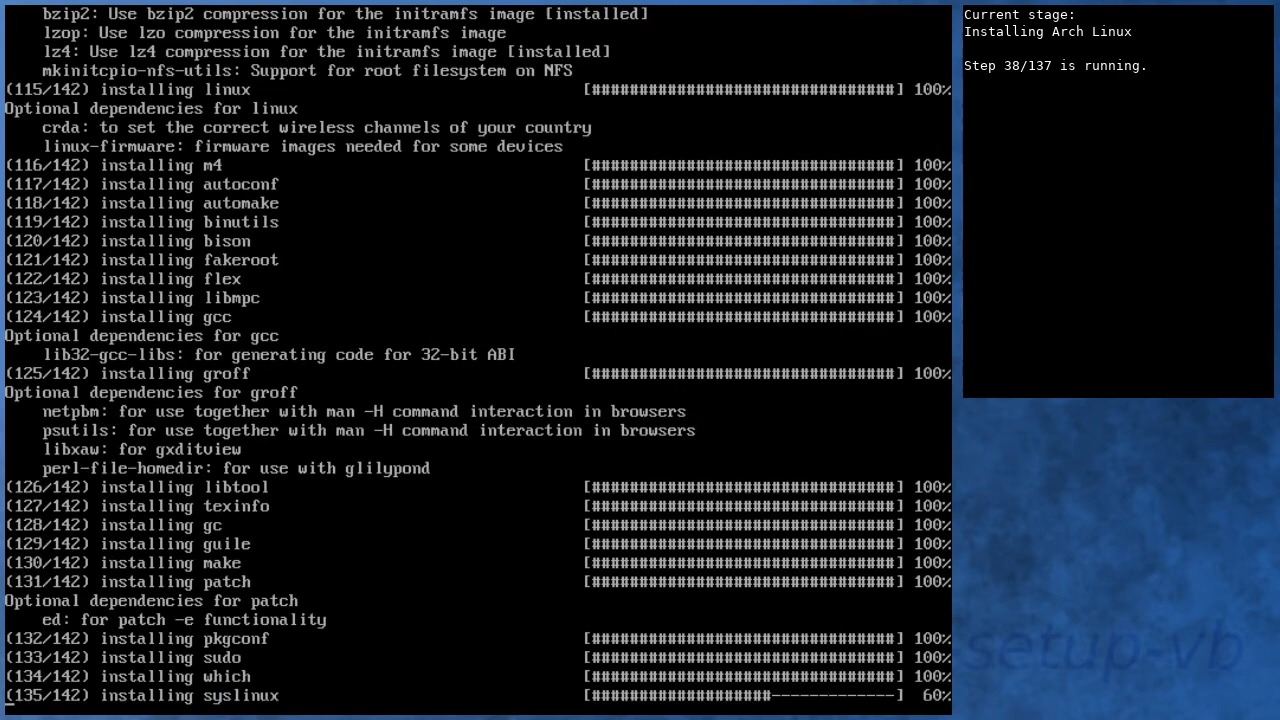 bzip2: Use bzip2 compression for the initramfs image [installed]
lzop: Use lzo compression for the initramfs image
lz4: Use lz4 compression for the initramfs image [installed]
mkinitcpio-nfs-utils: Support for root filesystem on NFS
(115/142) installing linux [################################] 100%
Optional dependencies for linux
crda: to set the correct wireless channels of your country
linux-firmware: firmware images needed for some devices
(116/142) installing m4 [################################] 100%
(117/142) installing autoconf [################################] 100%
(118/142) installing automake [################################] 100%
(119/142) installing binutils [################################] 100%
(120/142) installing bison [################################] 100%
(121/142) installing fakeroot [################################] 100%
(122/142) installing flex [################################] 100%
(123/142) installing libmpc [################################] 100%
(124/142) installing gcc [################################] 100%
Optional dependencies for gcc
lib32-gcc-libs: for generating code for 32-bit ABI
(125/142) installing groff [################################] 100%
Optional dependencies for groff
netpbm: for use together with man -H command interaction in browsers
psutils: for use together with man -H command interaction in browsers
libxaw: for gxditview
perl-file-homedir: for use with glilypond
(126/142) installing libtool [################################] 100%
(127/142) installing texinfo [################################] 100%
(128/142) installing gc [################################] 100%
(129/142) installing guile [################################] 100%
(130/142) installing make [################################] 100%
(131/142) installing patch [################################] 100%
Optional dependencies for patch
ed: for patch -e functionality
(132/142) installing pkgconf [################################] 100%
(133/142) installing sudo [################################] 100%
(134/142) installing which [################################] 100%
(135/142) installing syslinux [###################-------------] 60%
Current stage:
Installing Arch Linux
Step 38/137 is running.
setup-vb